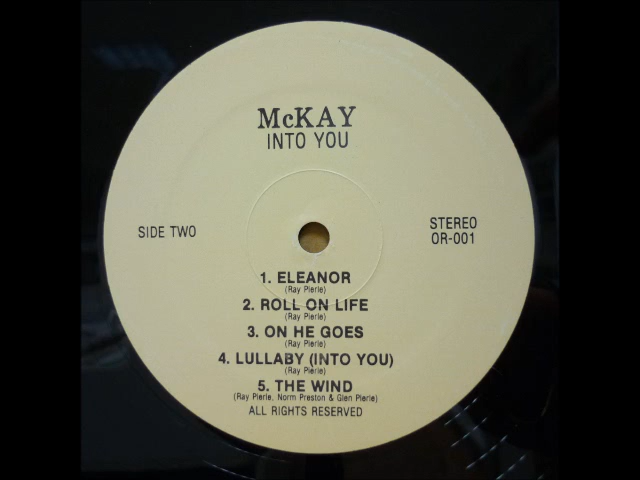 McKAY
INTO YOU
SIDE TWO
STEREO
OR-001
1. ELEANOR
(Ray Pierle)
2. ROLL ON LIFE
(Ray Pierle)
3. ON HE GOES
(Ray Pierle)
4. LULLABY (INTO YOU)
(Ray Pierle)
5. THE WIND
(Ray Pierle, Norm Preston & Glen Pierle)
ALL RIGHTS RESERVED